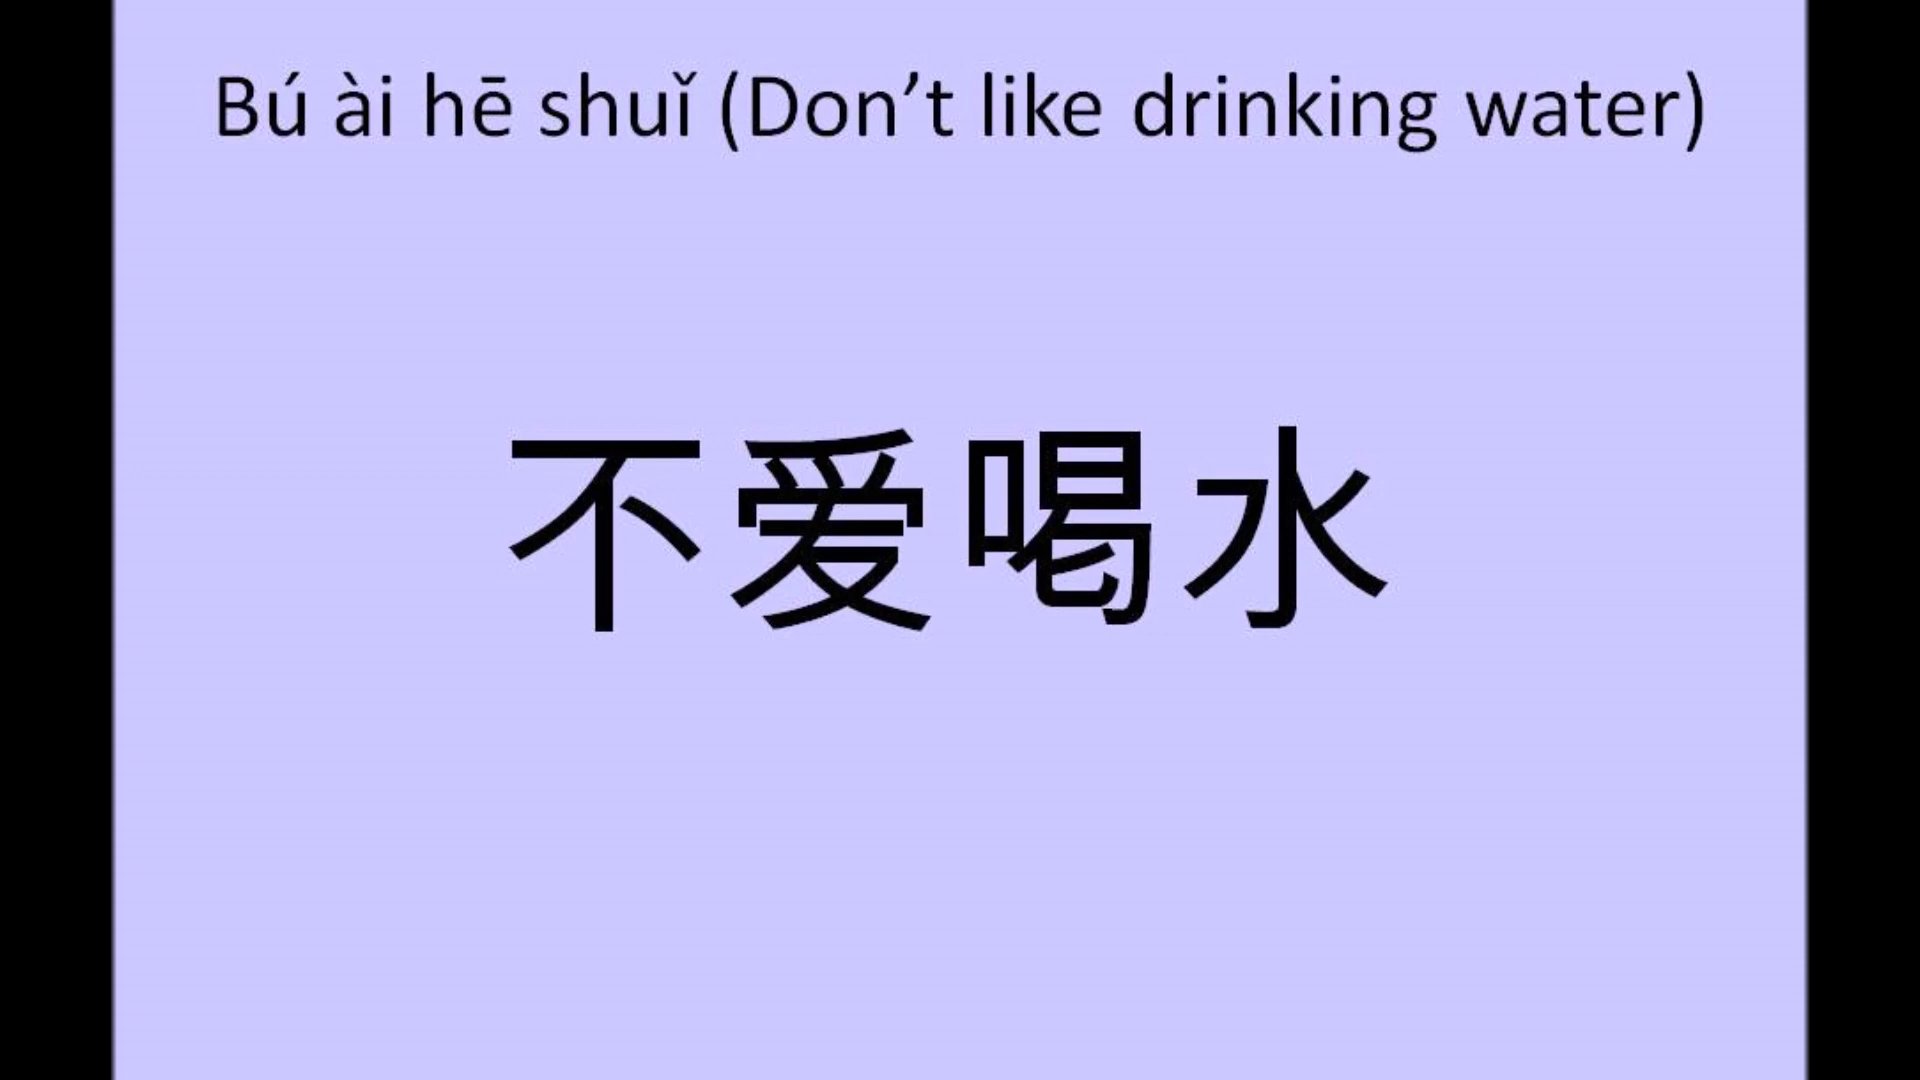 Bú ài hē shuǐ (Don’t like drinking water)
不爱喝水